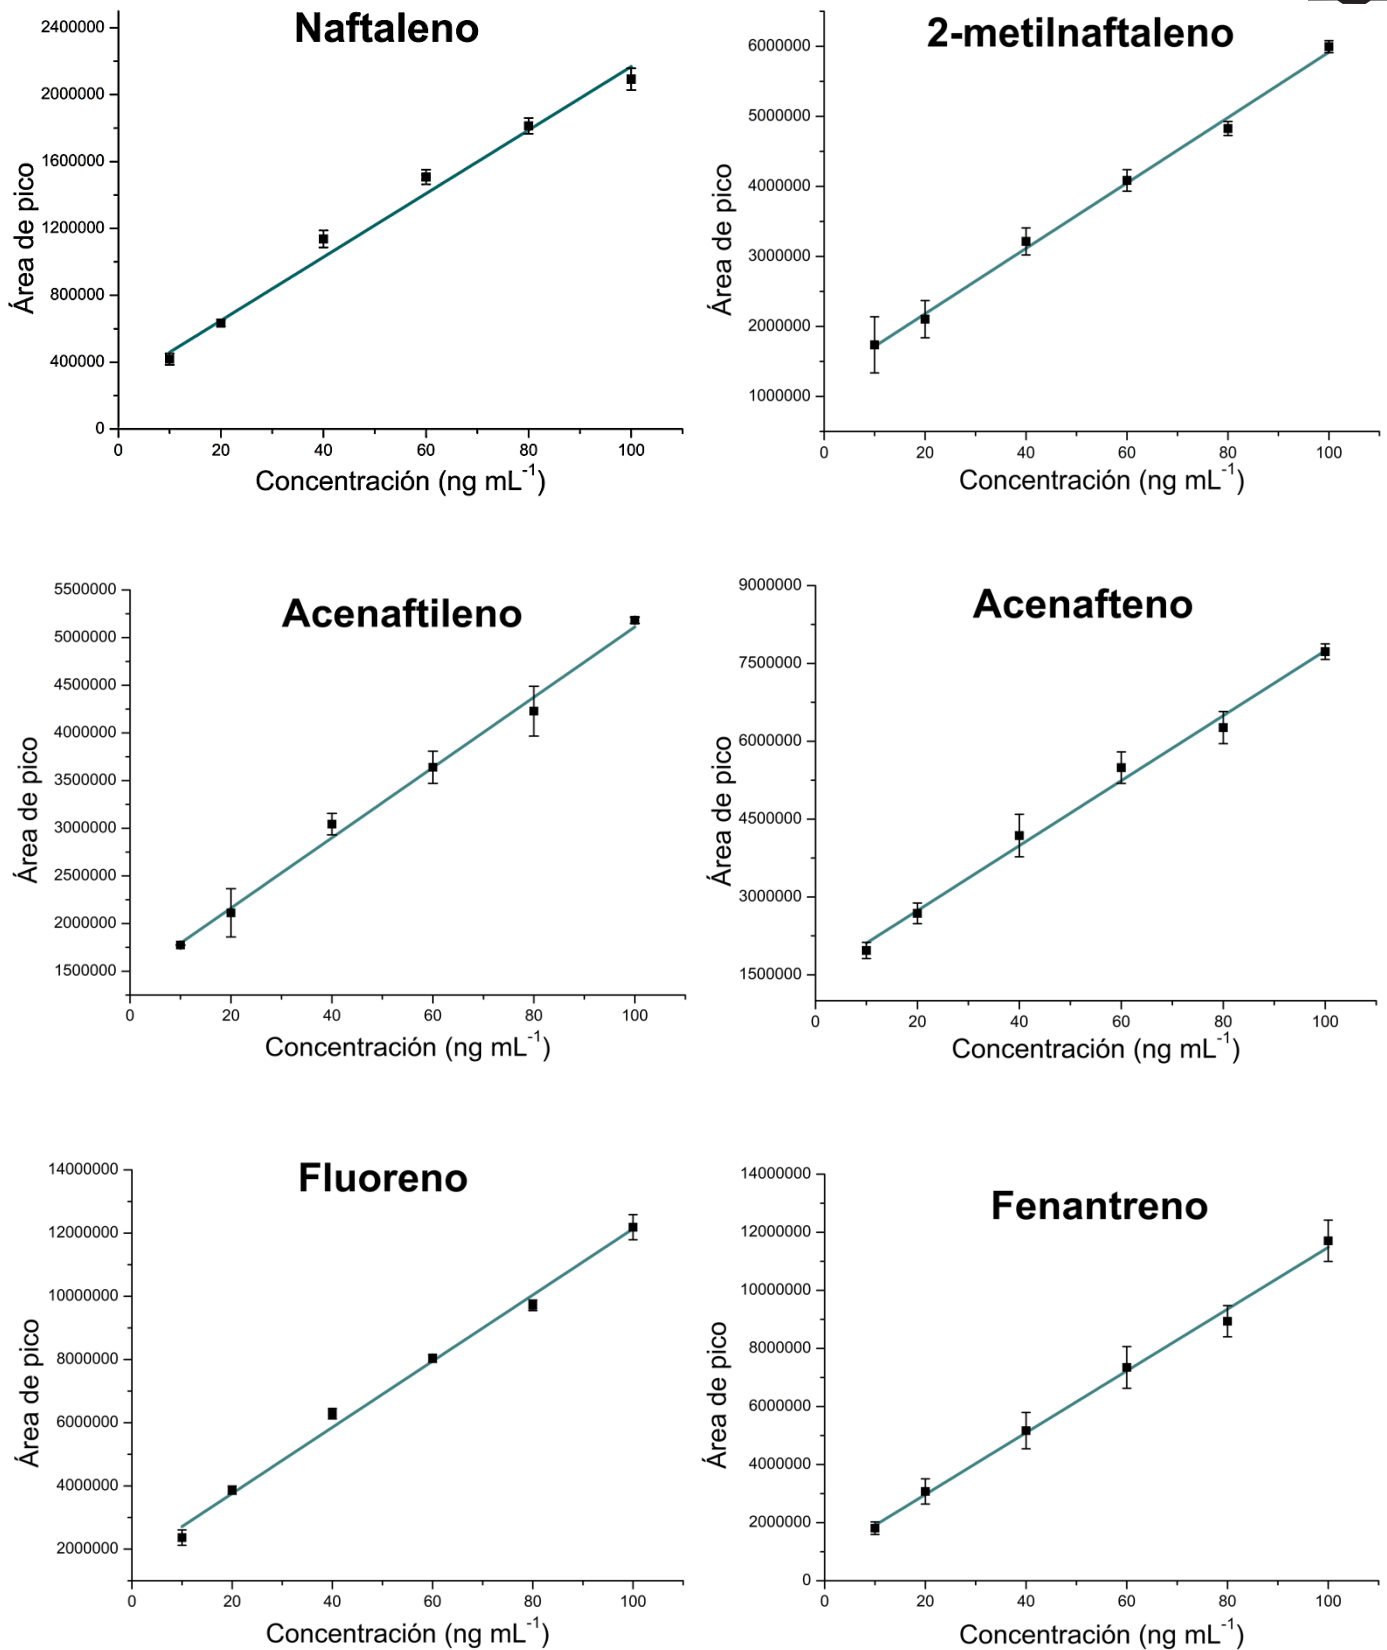 Naftaleno
Área de pico
2400000
2000000
1600000
1200000
800000
400000
0
0 20 40 60 80 100
Concentración (ng mL⁻¹)
2-metilnaftaleno
Área de pico
6000000
5000000
4000000
3000000
2000000
1000000
0 20 40 60 80 100
Concentración (ng mL⁻¹)
Acenaftileno
Área de pico
5500000
5000000
4500000
4000000
3500000
3000000
2500000
2000000
1500000
0 20 40 60 80 100
Concentración (ng mL⁻¹)
Acenafteno
Área de pico
9000000
7500000
6000000
4500000
3000000
1500000
0 20 40 60 80 100
Concentración (ng mL⁻¹)
Fluoreno
Área de pico
14000000
12000000
10000000
8000000
6000000
4000000
2000000
0 20 40 60 80 100
Concentración (ng mL⁻¹)
Fenantreno
Área de pico
14000000
12000000
10000000
8000000
6000000
4000000
2000000
0
0 20 40 60 80 100
Concentración (ng mL⁻¹)